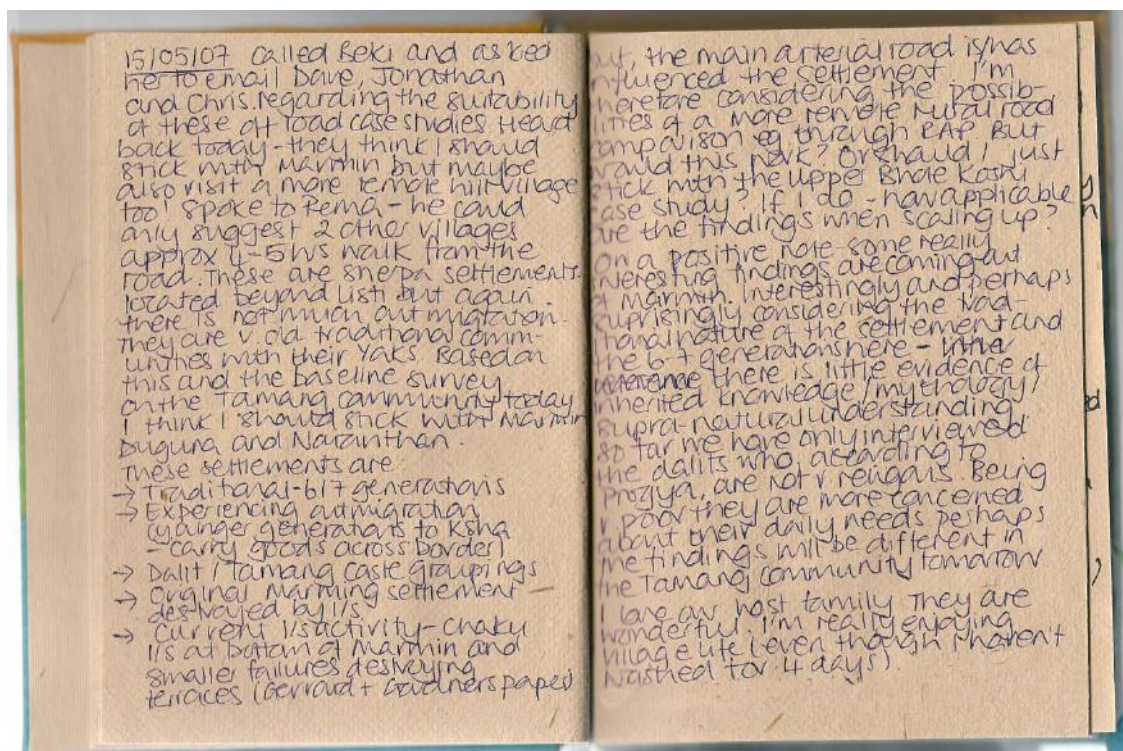 15/05/07 Called Beki and asked
her to email Dave, Jonathan
and Chris regarding the suitability
of these off road case studies. Heard
back today - they think I should
stick with Marmin but maybe
also visit a more remote hill village
too! Spoke to Rema - he could
only suggest 2 other villages
approx 4-5 hrs walk from the
road. These are Sherpa settlements.
located beyond Listi but again
there is not much outmigration.
They are v. old traditional comm-
unities with their Yaks. Based on
this and the baseline survey
on the Tamang community today
I think I should stick with Marmin
Duguna and Naranthan.
These settlements are
→ Traditional - 6/7 generations
→ Experiencing outmigration
(younger generations to Ksha
- carry goods across border)
→ Dalit / Tamang caste groupings
→ Original Marming settlement
destroyed by l/s
→ Current l/s activity - Chaku
l/s at bottom of Marmin and
smaller failures destroying
terraces (Gerrard + Gardners paper)
but, the main arterial road is/has
influenced the settlement. I'm
therefore considering the possib-
ilities of a more remote rural road
comparison eg through RAP. But
would this work? Or should I just
stick with the upper Bhote Koshi
case study? If I do - how applicable
are the findings when scaling up?
On a positive note - some really
interesting findings are coming out
of Marmin. Interestingly and perhaps
suprisingly considering the trad-
itional nature of the settlement and
the 6-7 generations here -
there is little evidence of
inherited knowledge / mythology /
supra-natural understanding.
So far we have only interviewed
the dalits who, according to
Progya, are not v religous. Being
v poor they are more concerned
about their daily needs perhaps
the findings will be different in
the Tamang community tomorrow
I love our host family They are
wonderful. I'm really enjoying
village life (even though I haven't
washed for 4 days).